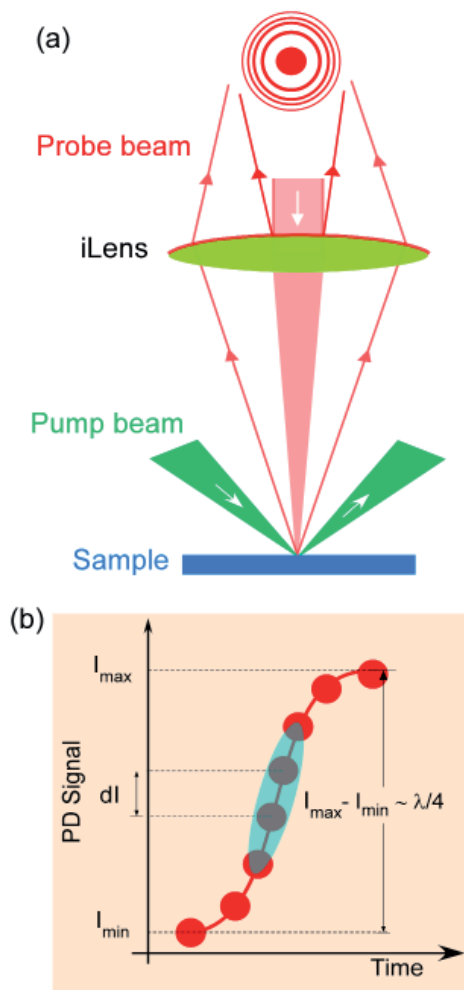 (a)
Probe beam
iLens
Pump beam
Sample
(b)
I_max
PD Signal
dI
I_max - I_min ~ λ/4
I_min
Time